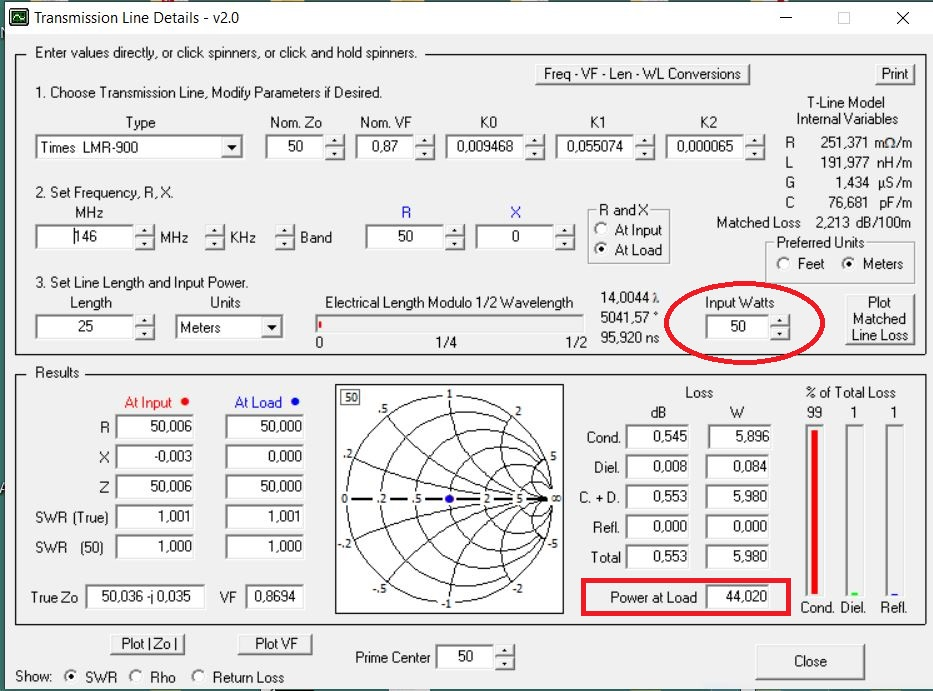 Transmission Line Details - v2.0
Enter values directly, or click spinners, or click and hold spinners.
Freq - VF - Len - WL Conversions
Print
1. Choose Transmission Line, Modify Parameters if Desired.
Type Nom. Zo Nom. VF K0 K1 K2
Times LMR-900 50 0,87 0,009468 0,055074 0,000065
T-Line Model
Internal Variables
R 251,371 mΩ/m
L 191,977 nH/m
G 1,434 µS/m
C 76,681 pF/m
Matched Loss 2,213 dB/100m
2. Set Frequency, R, X.
MHz R X
146 MHz KHz Band 50 0
R and X
At Input
At Load
Preferred Units
Feet Meters
3. Set Line Length and Input Power.
Length Units Electrical Length Modulo 1/2 Wavelength
25 Meters
0 1/4 1/2
14,0044 λ
5041,57 °
95,920 ns
Input Watts
50
Plot
Matched
Line Loss
Results
At Input At Load
R 50,006 50,000
X -0,003 0,000
Z 50,006 50,000
SWR (True) 1,001 1,001
SWR (50) 1,000 1,000
True Zo 50,036 -j 0,035 VF 0,8694
50
1
.5 2
.2 5
0 .2 .5 2 5 ∞
-.2 -5
-.5 -2
-1
Loss
dB W
Cond. 0,545 5,896
Diel. 0,008 0,084
C. + D. 0,553 5,980
Refl. 0,000 0,000
Total 0,553 5,980
Power at Load 44,020
% of Total Loss
99 1 1
Cond. Diel. Refl.
Plot |Zo| Plot VF
Prime Center 50
Close
Show: SWR Rho Return Loss